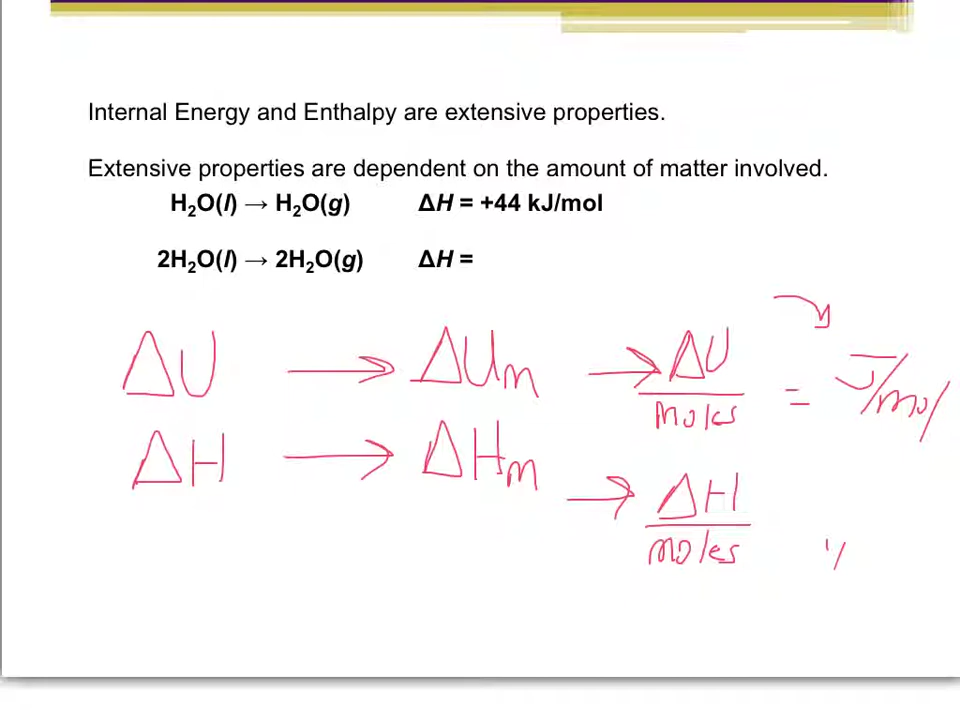 Internal Energy and Enthalpy are extensive properties.
Extensive properties are dependent on the amount of matter involved.
H₂O(l) → H₂O(g) ΔH = +44 kJ/mol
2H₂O(l) → 2H₂O(g) ΔH =
ΔU → ΔUm → ΔU/moles = J/mol
ΔH → ΔHm → ΔH/moles